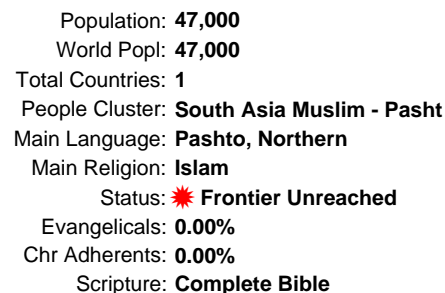 Population: 47,000
World Popl: 47,000
Total Countries: 1
People Cluster: South Asia Muslim - Pasht
Main Language: Pashto, Northern
Main Religion: Islam
Status: Frontier Unreached
Evangelicals: 0.00%
Chr Adherents: 0.00%
Scripture: Complete Bible